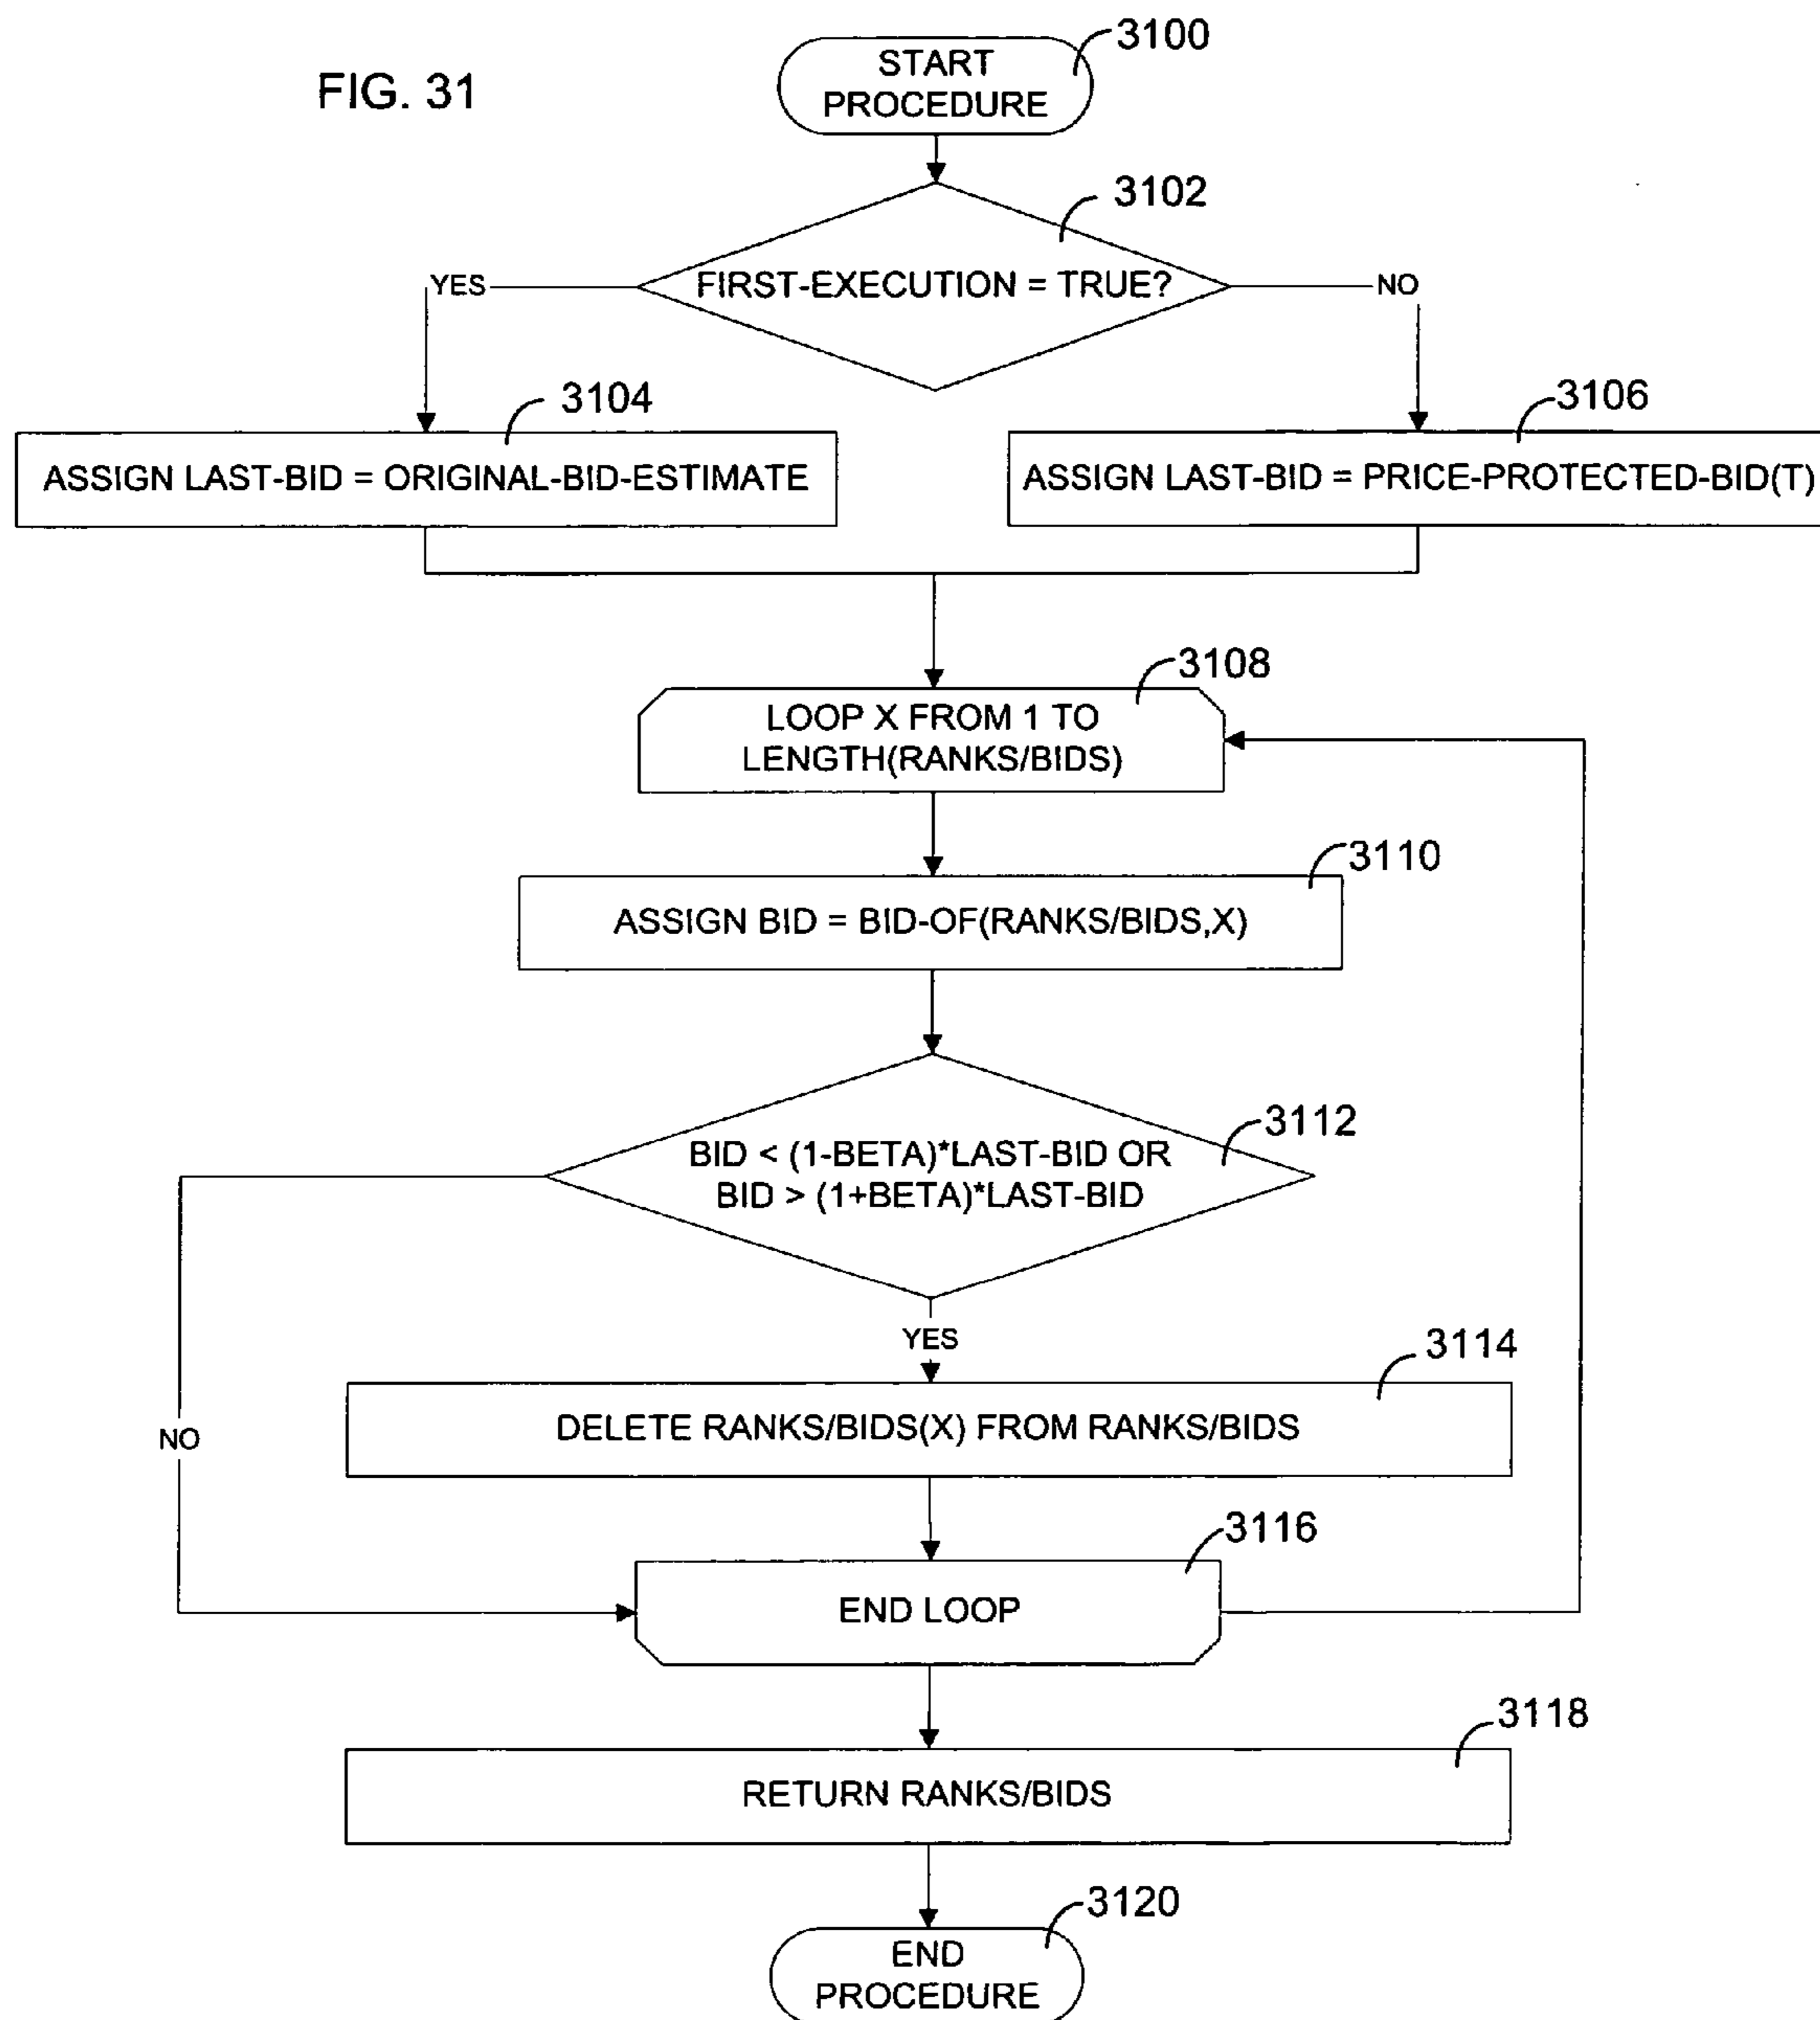 FIG. 31
3100
START
PROCEDURE
3102
FIRST-EXECUTION = TRUE?
YES
NO
3104
ASSIGN LAST-BID = ORIGINAL-BID-ESTIMATE
3106
ASSIGN LAST-BID = PRICE-PROTECTED-BID(T)
3108
LOOP X FROM 1 TO
LENGTH(RANKS/BIDS)
3110
ASSIGN BID = BID-OF(RANKS/BIDS,X)
3112
BID < (1-BETA)*LAST-BID OR
BID > (1+BETA)*LAST-BID
YES
NO
3114
DELETE RANKS/BIDS(X) FROM RANKS/BIDS
3116
END LOOP
3118
RETURN RANKS/BIDS
3120
END
PROCEDURE